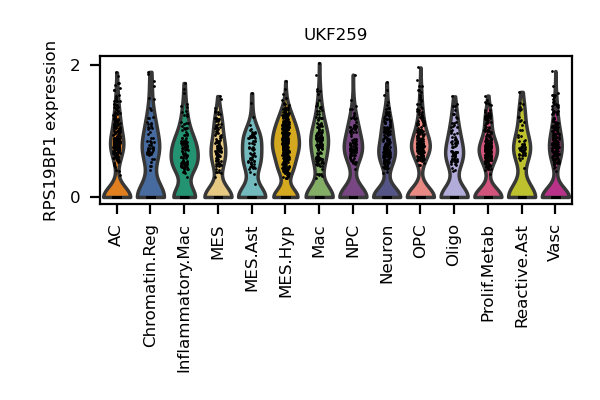 UKF259
RPS19BP1 expression
2
0
AC
Chromatin.Reg
Inflammatory.Mac
MES
MES.Ast
MES.Hyp
Mac
NPC
Neuron
OPC
Oligo
Prolif.Metab
Reactive.Ast
Vasc